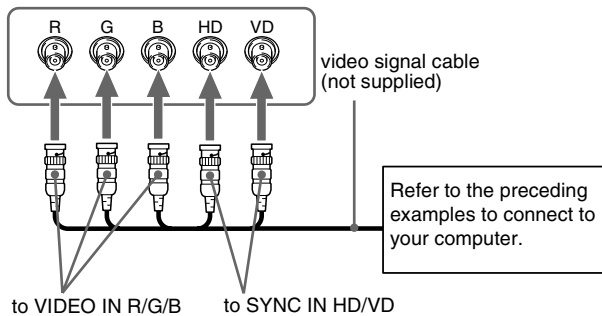 R G B HD VD
video signal cable
(not supplied)
Refer to the preceding
examples to connect to
your computer.
to VIDEO IN R/G/B
to SYNC IN HD/VD